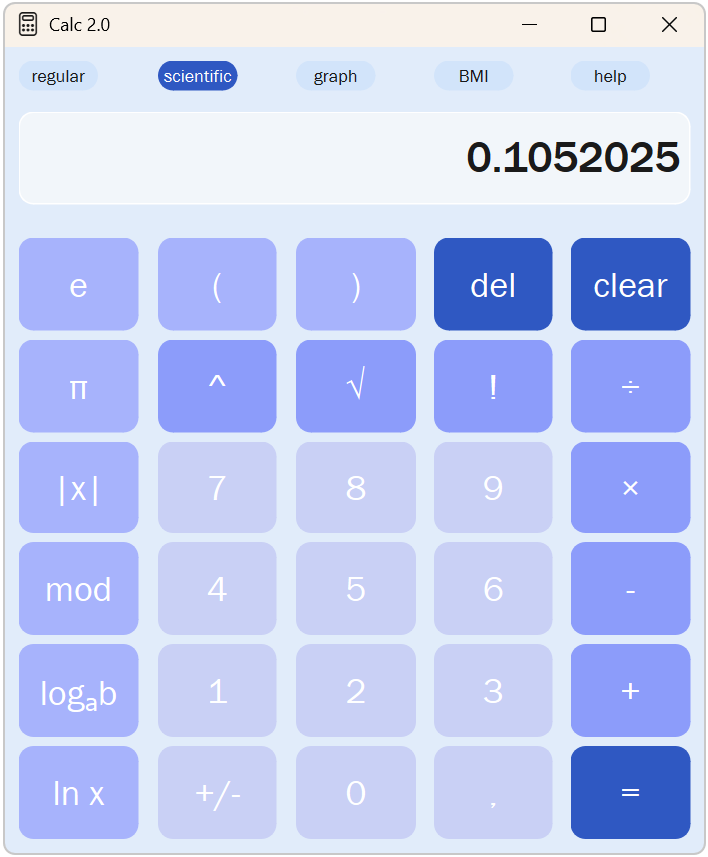 Calc 2.0
regular scientific graph BMI help
0.1052025
e ( ) del clear
π ^ √ ! ÷
|x| 7 8 9 ×
mod 4 5 6 -
logₐb 1 2 3 +
ln x +/- 0 , =